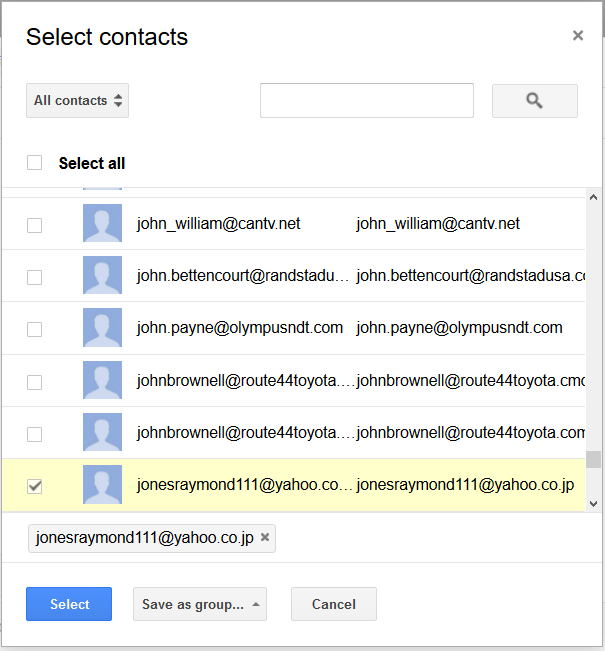 Select contacts ×
All contacts
Select all
john_william@cantv.net john_william@cantv.net
john.bettencourt@randstadu... john.bettencourt@randstadusa.co
john.payne@olympusndt.com john.payne@olympusndt.com
johnbrownell@route44toyota.... johnbrownell@route44toyota.cmo
johnbrownell@route44toyota.... johnbrownell@route44toyota.com
jonesraymond111@yahoo.co... jonesraymond111@yahoo.co.jp
jonesraymond111@yahoo.co.jp ×
Select Save as group... Cancel